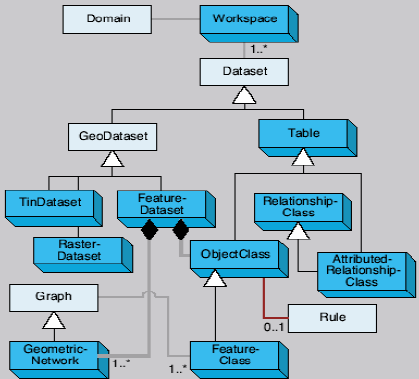 Domain
Workspace
1..*
Dataset
GeoDataset
Table
TinDataset
Feature-
Dataset
Relationship-
Class
Raster-
Dataset
ObjectClass
Attributed-
Relationship-
Class
Graph
0..1
Rule
Geometric-
Network
1..*
1..*
Feature-
Class